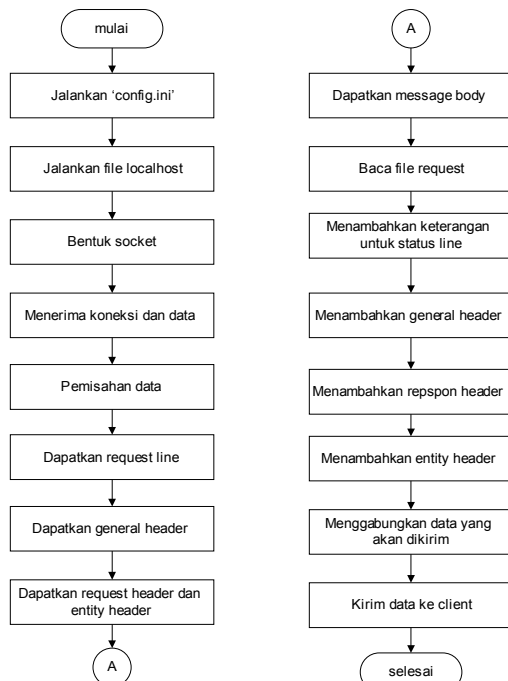 mulai
Jalankan ‘config.ini’
Jalankan file localhost
Bentuk socket
Menerima koneksi dan data
Pemisahan data
Dapatkan request line
Dapatkan general header
Dapatkan request header dan
entity header
A
A
Dapatkan message body
Baca file request
Menambahkan keterangan
untuk status line
Menambahkan general header
Menambahkan repspon header
Menambahkan entity header
Menggabungkan data yang
akan dikirim
Kirim data ke client
selesai